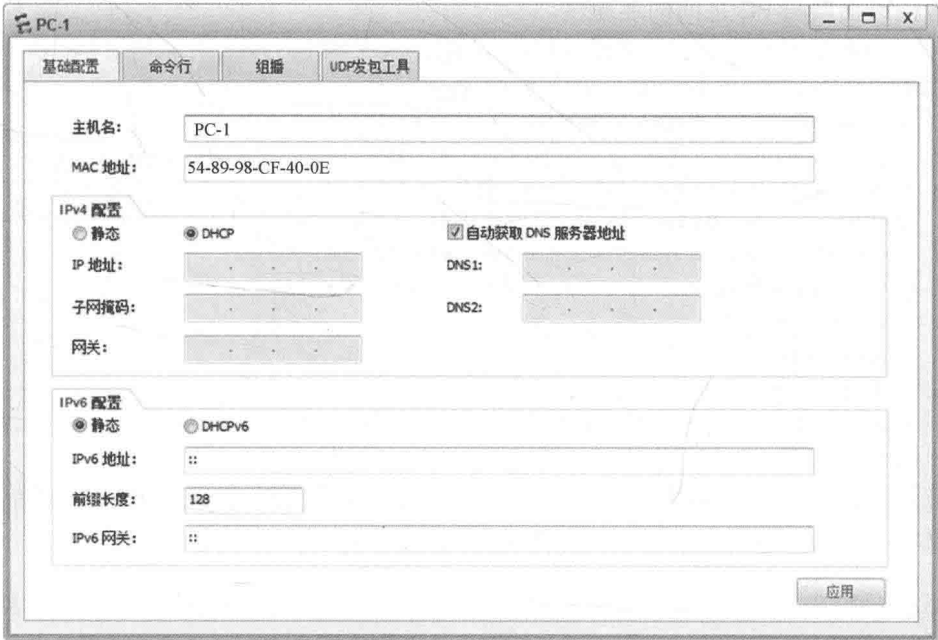 PC-1
基础配置 命令行 组播 UDP发包工具
主机名： PC-1
MAC 地址： 54-89-98-CF-40-0E
IPv4 配置
静态 DHCP 自动获取 DNS 服务器地址
IP 地址： . . . DNS1: . . .
子网掩码： . . . DNS2: . . .
网关： . . .
IPv6 配置
静态 DHCPv6
IPv6 地址： ::
前缀长度： 128
IPv6 网关： ::
应用